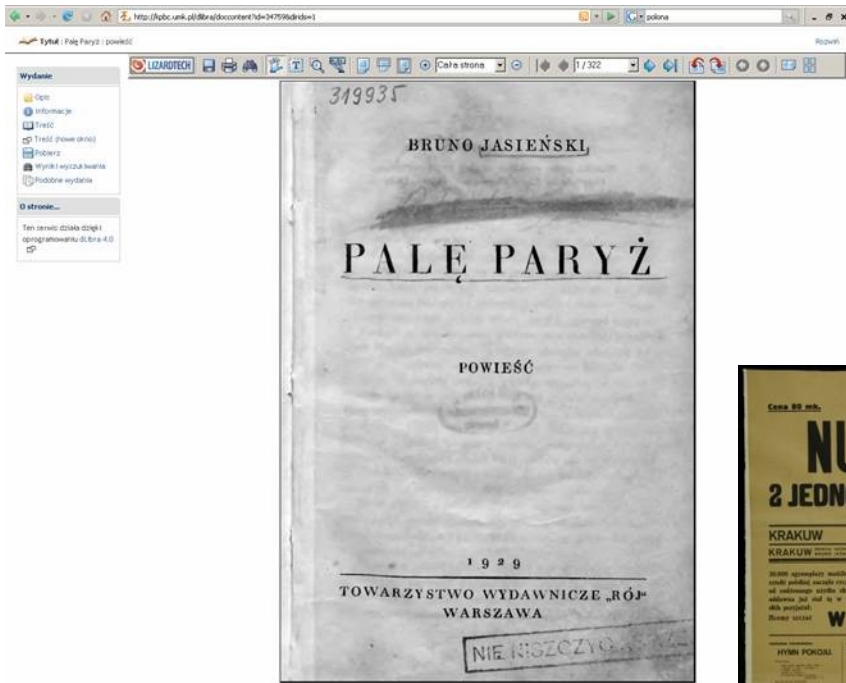 http://kpbc.umk.pl/dlibra/doccontent?id=34759&dirids=1
polona
Tytuł : Palę Paryż : powieść
Rozwiń
LIZARDTECH
Cała strona
1 / 322
Wydanie
Opis
Informacje
Treść
Treść (nowe okno)
Pobierz
Wyniki wyszukiwania
Podobne wydania
O stronie...
Ten serwis działa dzięki
oprogramowaniu dLibra 4.0
319935
BRUNO JASIEŃSKI
PALĘ PARYŻ
POWIEŚĆ
1929
TOWARZYSTWO WYDAWNICZE „RÓJ“
WARSZAWA
NIE NISZCZYĆ
Cena 80 mk.
NU
2 JEDN
KRAKUW
KRAKUW
W
HYMN POKOJU.